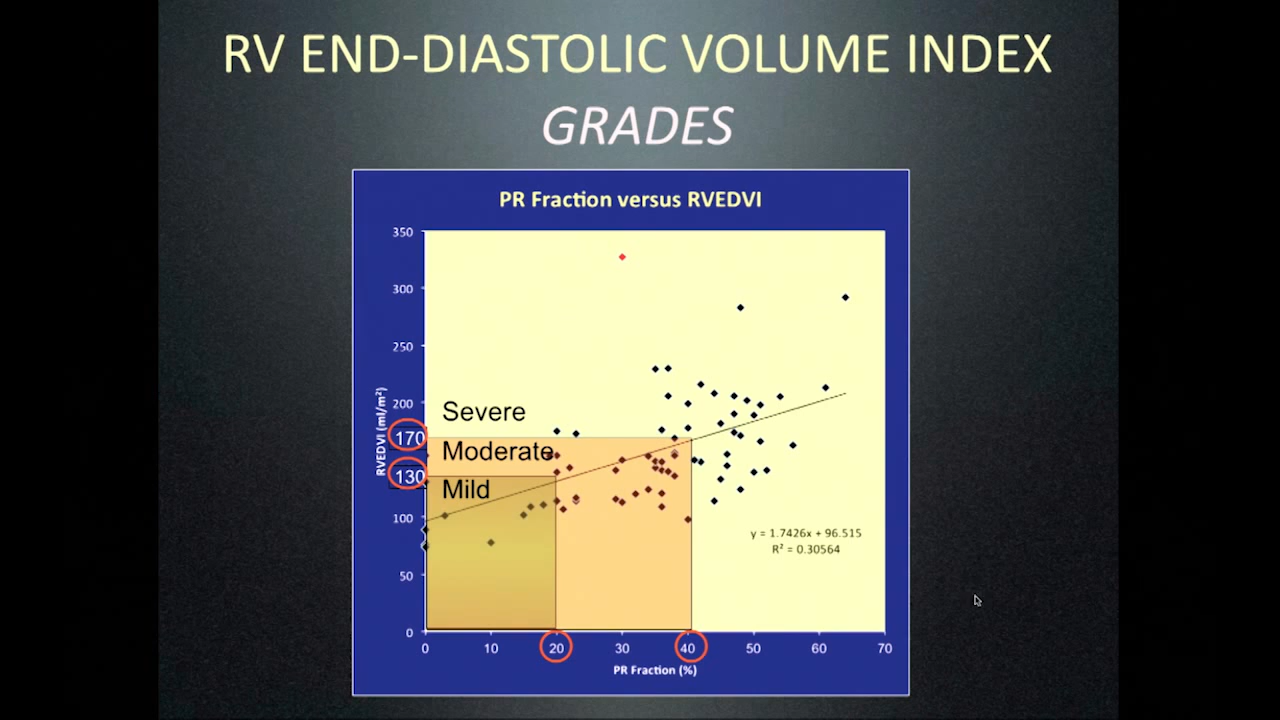 RV END-DIASTOLIC VOLUME INDEX
GRADES
PR Fraction versus RVEDVI
350
300
250
200
170
130
100
50
0
RVEDVI (ml/m²)
Severe
Moderate
Mild
y = 1.7426x + 96.515
R² = 0.30564
0 10 20 30 40 50 60 70
PR Fraction (%)